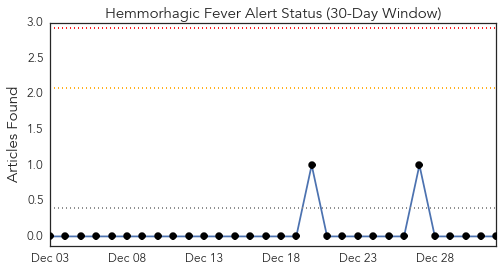 Hemmorhagic Fever Alert Status (30-Day Window)
Articles Found
3.0
2.5
2.0
1.5
1.0
0.5
0.0
Dec 03 Dec 08 Dec 13 Dec 18 Dec 23 Dec 28